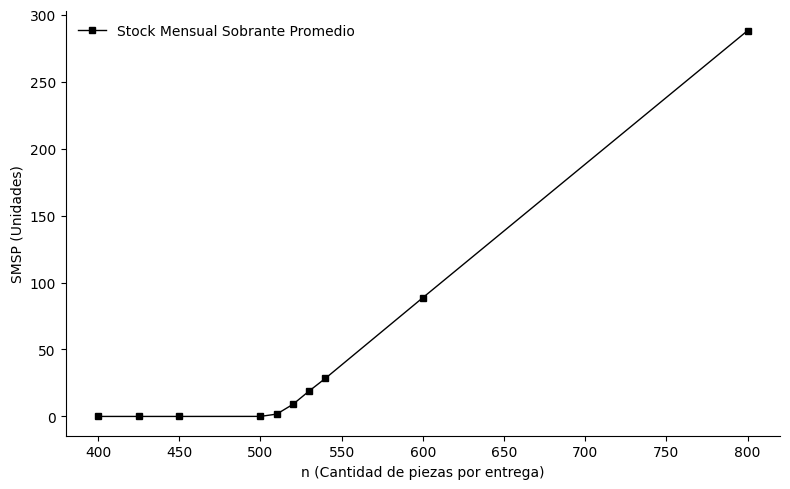 Stock Mensual Sobrante Promedio
300
250
200
150
100
50
0
SMSP (Unidades)
400 450 500 550 600 650 700 750 800
n (Cantidad de piezas por entrega)